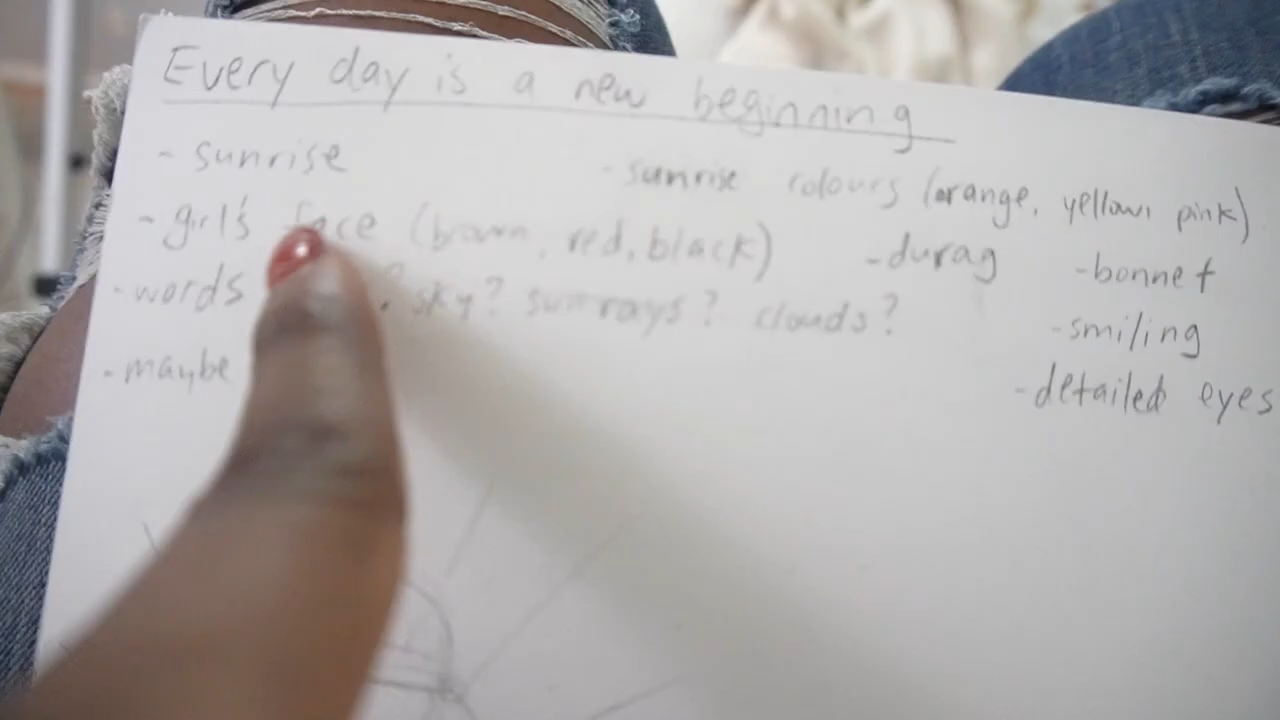 Every day is a new beginning
- sunrise
- sunrise colours (orange, yellow, pink)
- girl's face (brown, red, black)
- durag
- bonnet
- words sky? sunrays? clouds?
- smiling
- maybe
- detailed eyes